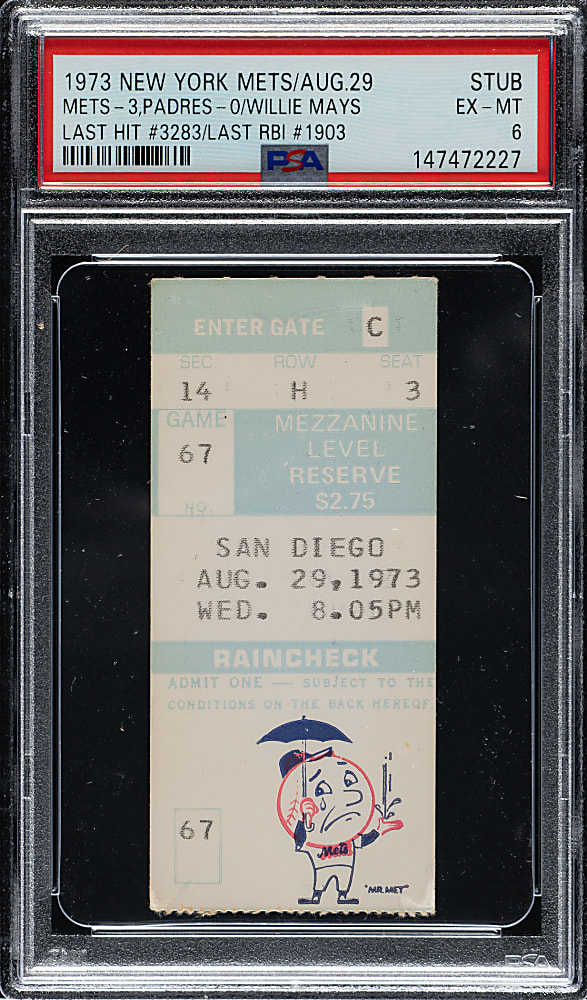 1973 NEW YORK METS/AUG.29 STUB
METS-3,PADRES-0/WILLIE MAYS EX-MT
LAST HIT #3283/LAST RBI #1903 6
PSA 147472227
ENTER GATE C
SEC ROW SEAT
14 H 3
GAME
67
NO.
MEZZANINE
LEVEL
RESERVE
$2.75
SAN DIEGO
AUG. 29,1973
WED. 8.05PM
RAINCHECK
ADMIT ONE — SUBJECT TO THE
CONDITIONS ON THE BACK HEREOF.
67
Mets
"MR.MET"
PSA